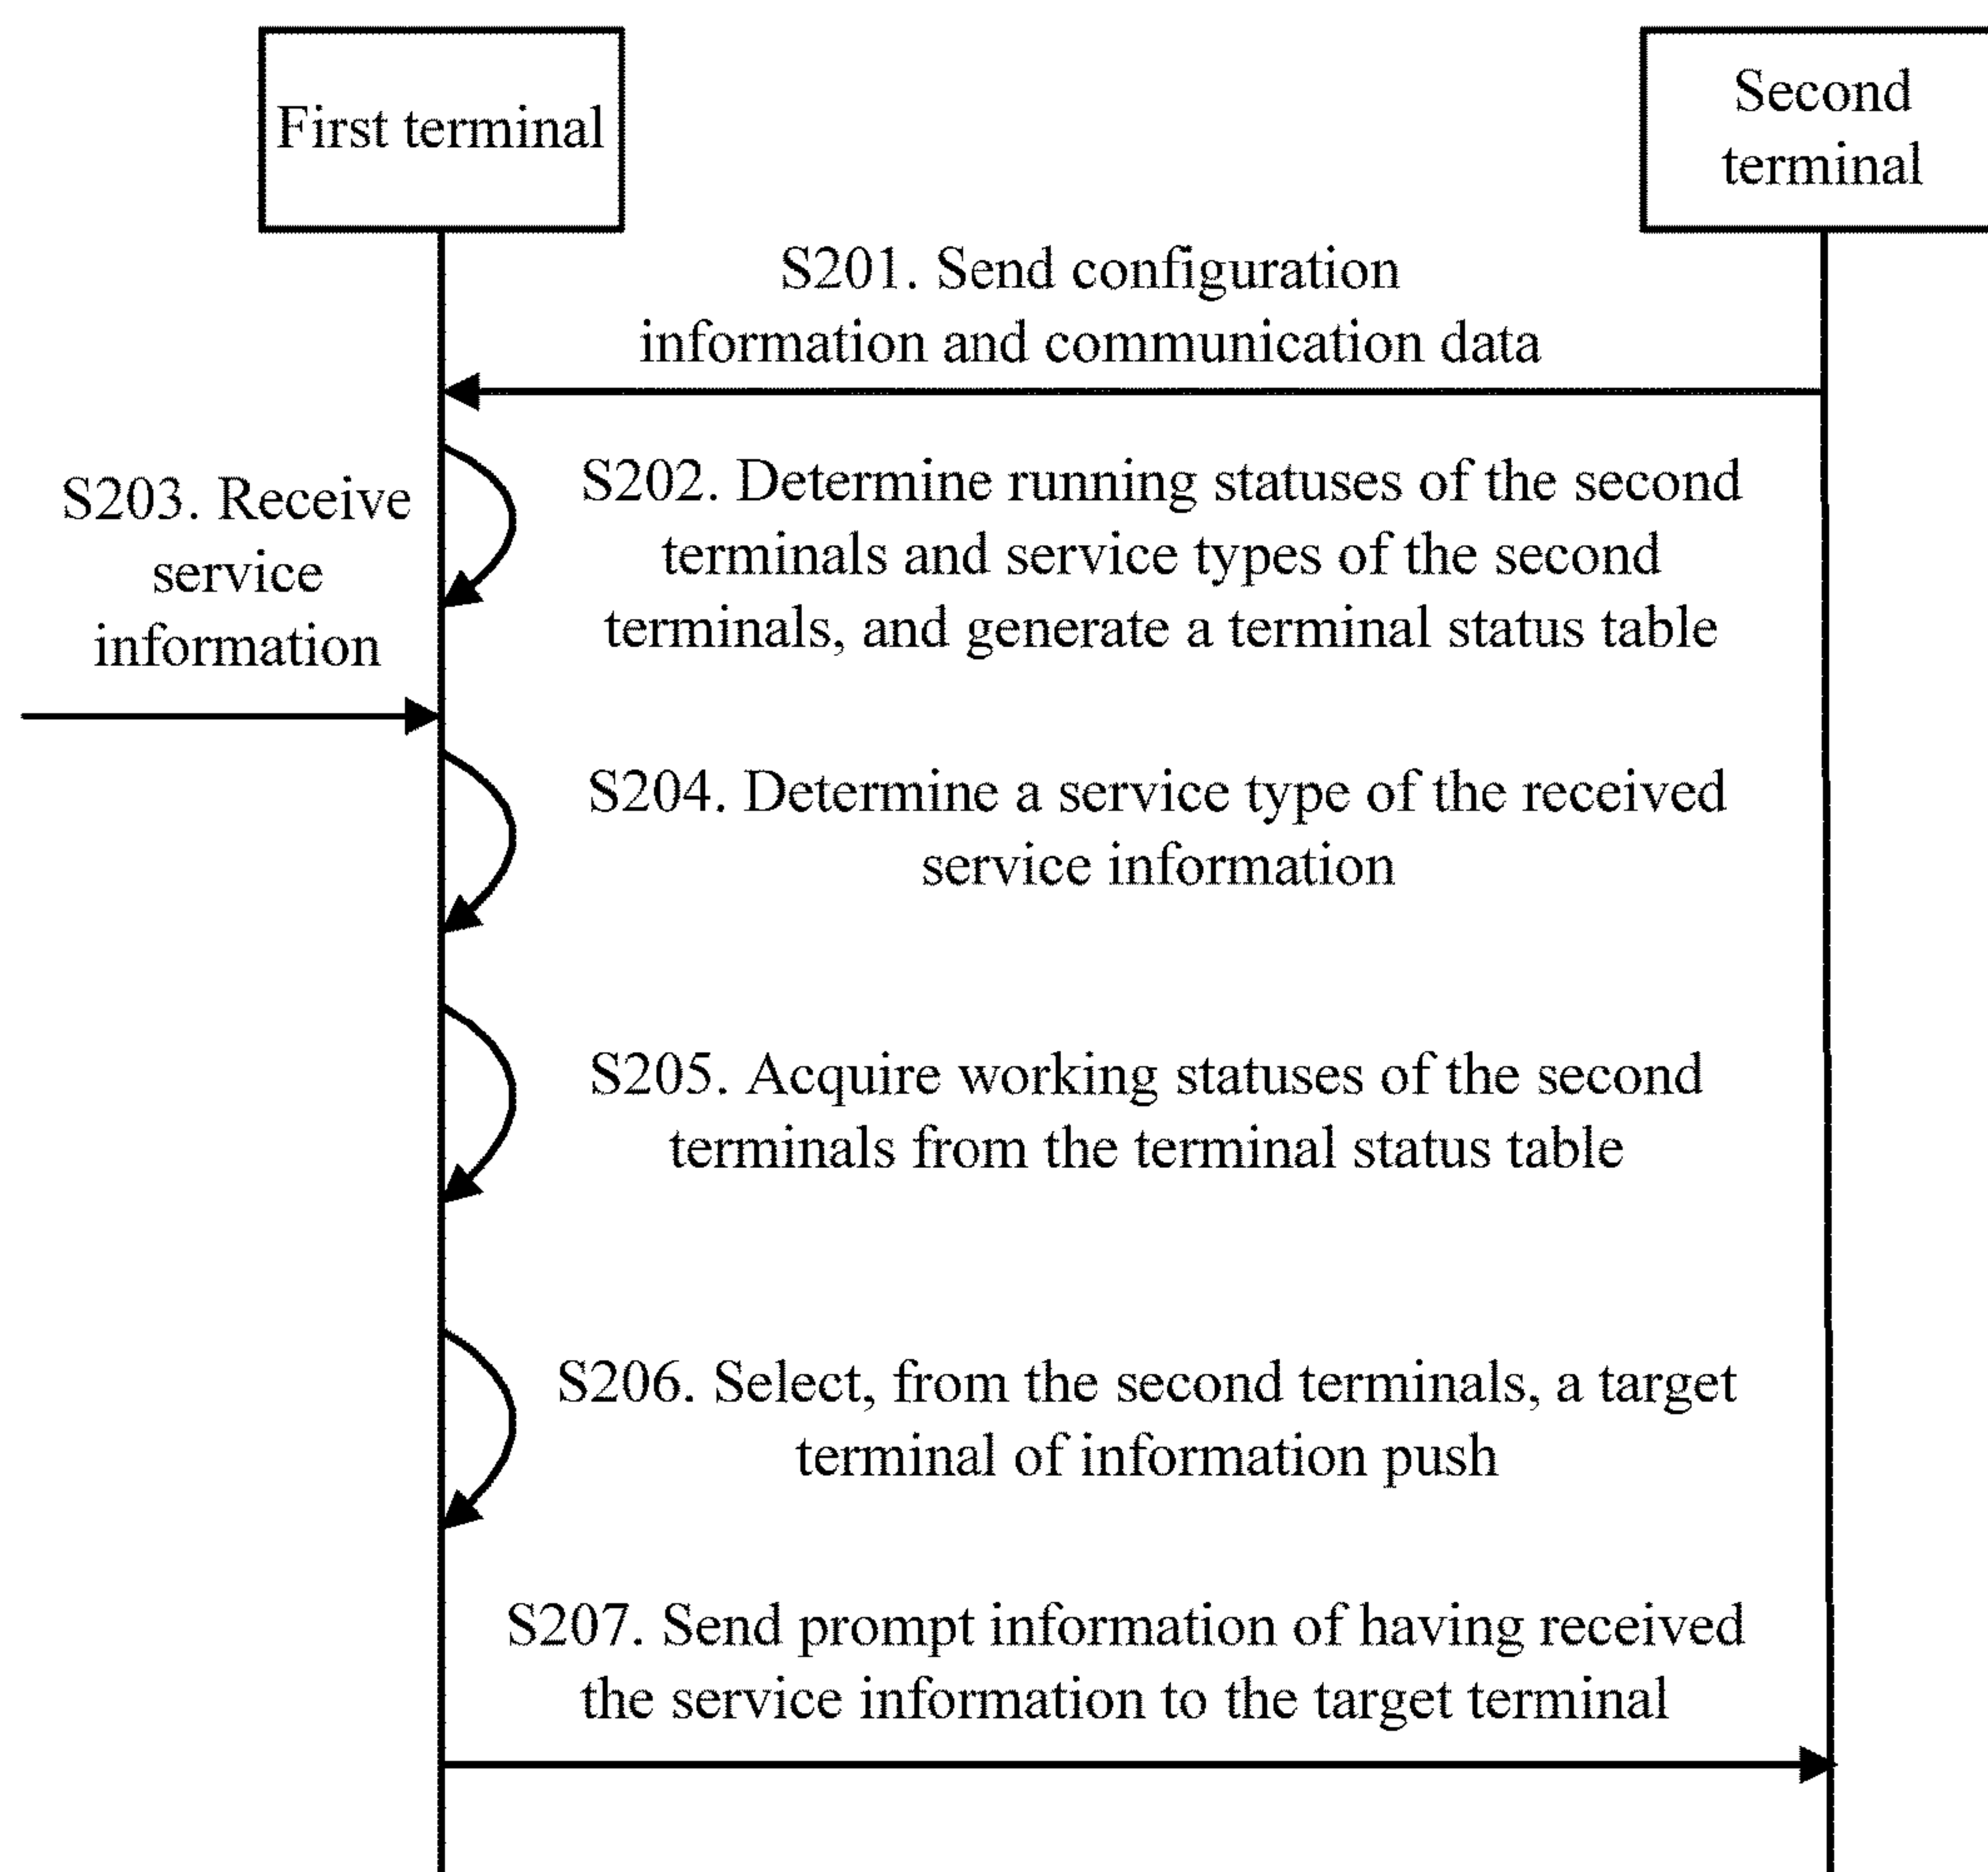 First terminal
Second
terminal
S201. Send configuration
information and communication data
S202. Determine running statuses of the second
terminals and service types of the second
terminals, and generate a terminal status table
S203. Receive
service
information
S204. Determine a service type of the received
service information
S205. Acquire working statuses of the second
terminals from the terminal status table
S206. Select, from the second terminals, a target
terminal of information push
S207. Send prompt information of having received
the service information to the target terminal